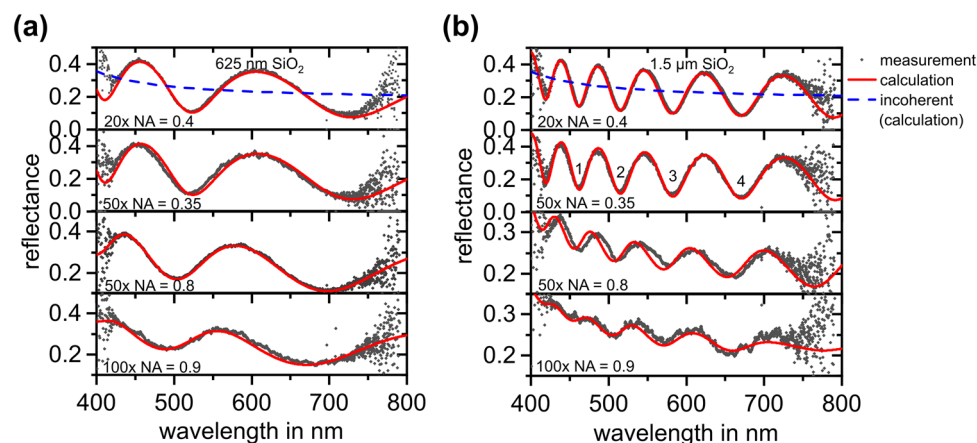 (a)
(b)
625 nm SiO₂
1.5 µm SiO₂
measurement
calculation
incoherent
(calculation)
0.4
0.2
0.0
20x NA = 0.4
0.4
0.2
0.0
50x NA = 0.35
0.4
0.2
50x NA = 0.8
0.4
0.2
100x NA = 0.9
reflectance
400 500 600 700 800
wavelength in nm
0.4
0.2
0.0
20x NA = 0.4
0.4
0.2
0.0
1 2 3 4
50x NA = 0.35
0.3
0.2
50x NA = 0.8
0.3
0.2
100x NA = 0.9
reflectance
400 500 600 700 800
wavelength in nm